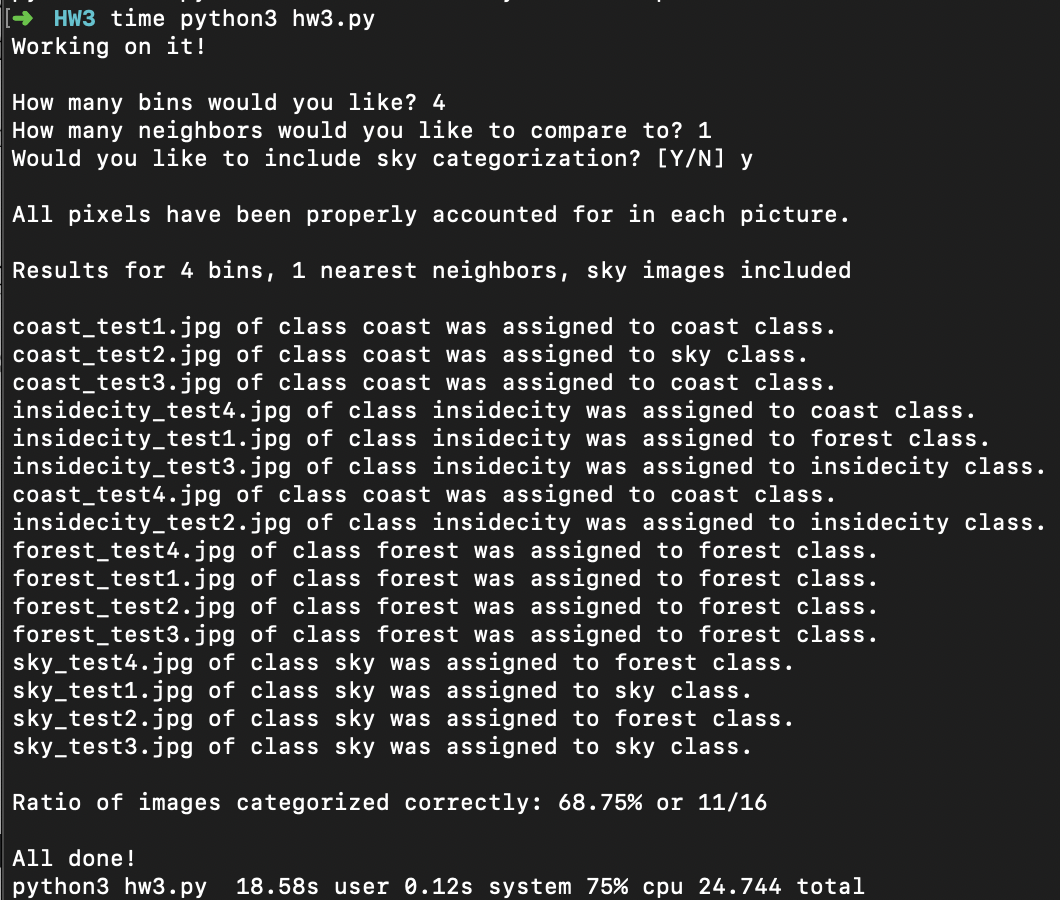 [➜  HW3 time python3 hw3.py
Working on it!
How many bins would you like? 4
How many neighbors would you like to compare to? 1
Would you like to include sky categorization? [Y/N] y
All pixels have been properly accounted for in each picture.
Results for 4 bins, 1 nearest neighbors, sky images included
coast_test1.jpg of class coast was assigned to coast class.
coast_test2.jpg of class coast was assigned to sky class.
coast_test3.jpg of class coast was assigned to coast class.
insidecity_test4.jpg of class insidecity was assigned to coast class.
insidecity_test1.jpg of class insidecity was assigned to forest class.
insidecity_test3.jpg of class insidecity was assigned to insidecity class.
coast_test4.jpg of class coast was assigned to coast class.
insidecity_test2.jpg of class insidecity was assigned to insidecity class.
forest_test4.jpg of class forest was assigned to forest class.
forest_test1.jpg of class forest was assigned to forest class.
forest_test2.jpg of class forest was assigned to forest class.
forest_test3.jpg of class forest was assigned to forest class.
sky_test4.jpg of class sky was assigned to forest class.
sky_test1.jpg of class sky was assigned to sky class.
sky_test2.jpg of class sky was assigned to forest class.
sky_test3.jpg of class sky was assigned to sky class.
Ratio of images categorized correctly: 68.75% or 11/16
All done!
python3 hw3.py  18.58s user 0.12s system 75% cpu 24.744 total